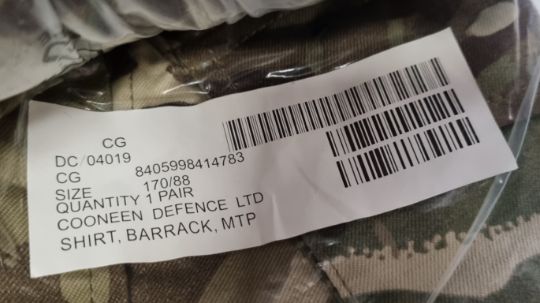 CG
DC/04019
CG 8405998414783
SIZE 170/88
QUANTITY 1 PAIR
COONEEN DEFENCE LTD
SHIRT, BARRACK, MTP